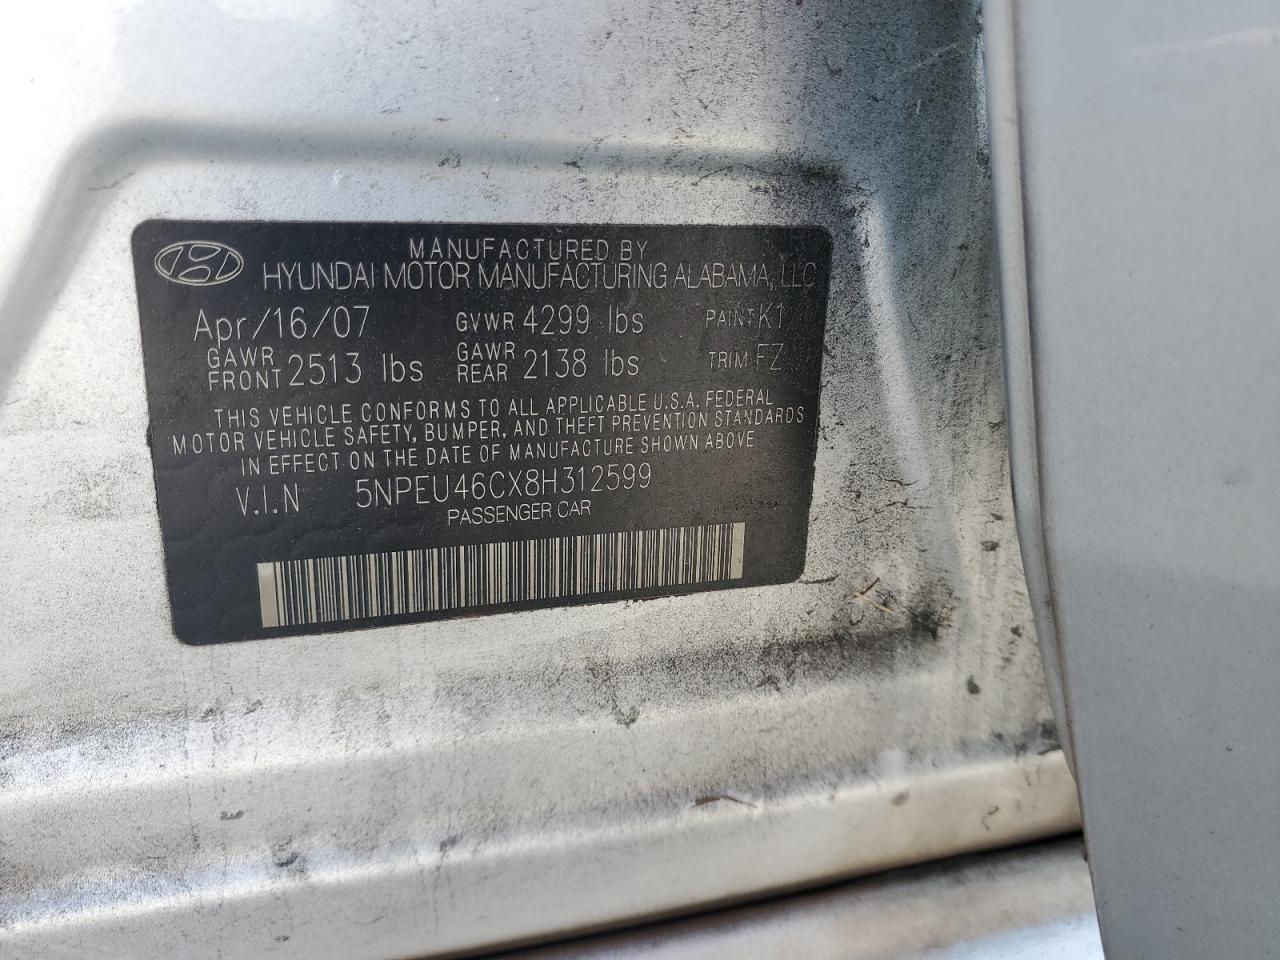 MANUFACTURED BY
HYUNDAI MOTOR MANUFACTURING ALABAMA, LLC
Apr/16/07 GVWR 4299 lbs PAINT:K1
GAWR FRONT 2513 lbs GAWR REAR 2138 lbs TRIM:FZ
THIS VEHICLE CONFORMS TO ALL APPLICABLE U.S.A. FEDERAL
MOTOR VEHICLE SAFETY, BUMPER, AND THEFT PREVENTION STANDARDS
IN EFFECT ON THE DATE OF MANUFACTURE SHOWN ABOVE
V.I.N 5NPEU46CX8H312599
PASSENGER CAR